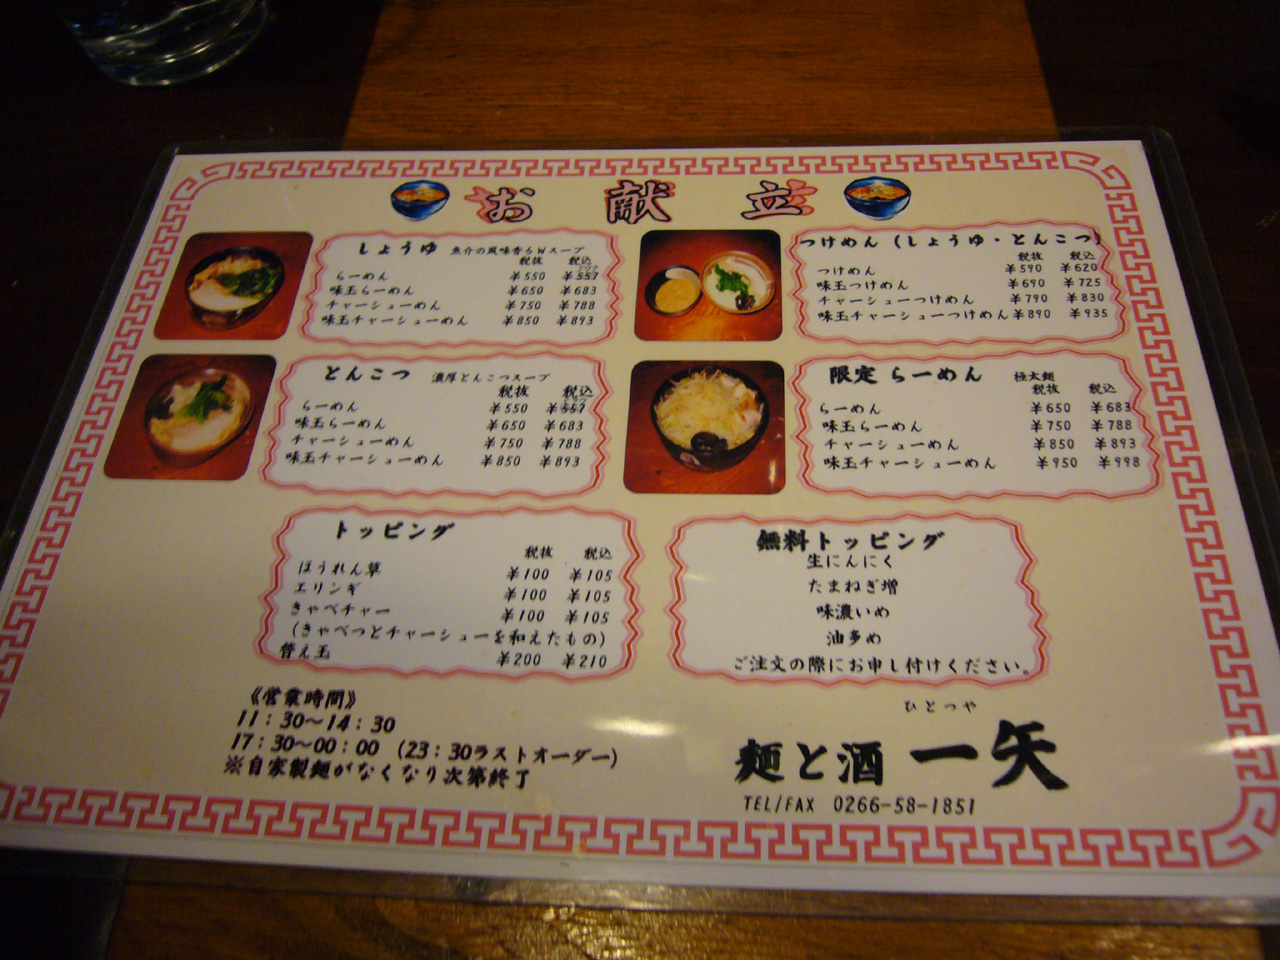 お献立
しょうゆ 魚介の風味香るWスープ
税抜 税込
らーめん ¥550
味玉らーめん ¥650 ¥683
チャーシューめん ¥750 ¥788
味玉チャーシューめん ¥850 ¥893
つけめん(しょうゆ・とんこつ)
税抜 税込
つけめん ¥590 ¥620
味玉つけめん ¥690 ¥725
チャーシューつけめん ¥790 ¥830
味玉チャーシューつけめん ¥890 ¥935
とんこつ 濃厚とんこつスープ
税抜 税込
らーめん ¥550
味玉らーめん ¥650 ¥683
チャーシューめん ¥750 ¥788
味玉チャーシューめん ¥850 ¥893
限定らーめん 極太麺
税抜 税込
らーめん ¥650 ¥683
味玉らーめん ¥750 ¥788
チャーシューめん ¥850 ¥893
味玉チャーシューめん ¥950 ¥998
トッピング
税抜 税込
ほうれん草 ¥100 ¥105
エリンギ ¥100 ¥105
きゃべチャー ¥100 ¥105
(きゃべつとチャーシューを和えたもの)
替え玉 ¥200 ¥210
無料トッピング
生にんにく
たまねぎ増
味濃いめ
油多め
ご注文の際にお申し付けください。
《営業時間》
11:30〜14:30
17:30〜00:00 (23:30ラストオーダー)
※自家製麺がなくなり次第終了
ひとつや
麺と酒 一矢
TEL/FAX 0266-58-1851